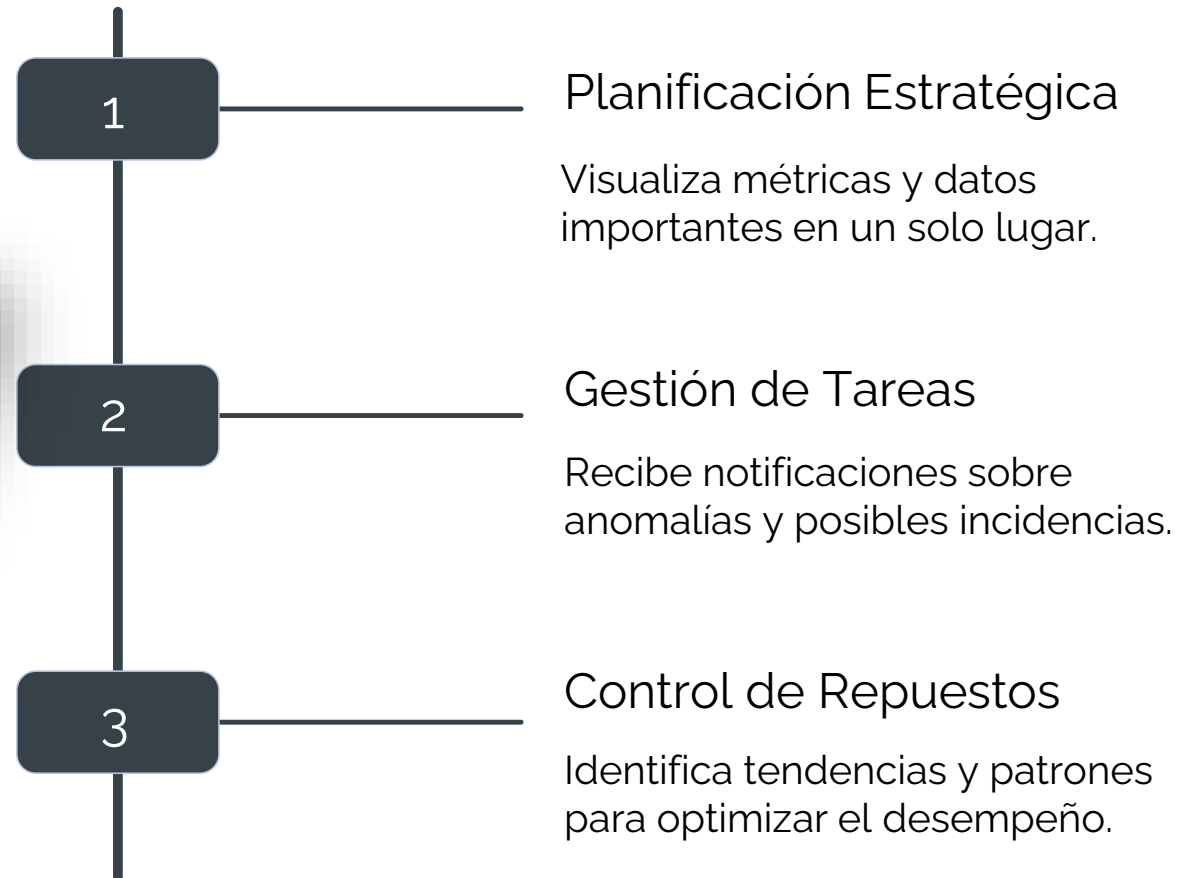 1
Planificación Estratégica
Visualiza métricas y datos
importantes en un solo lugar.
2
Gestión de Tareas
Recibe notificaciones sobre
anomalías y posibles incidencias.
3
Control de Repuestos
Identifica tendencias y patrones
para optimizar el desempeño.